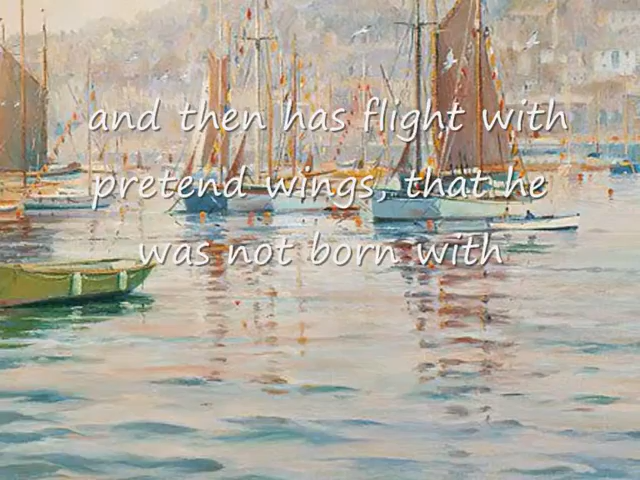 and then has flight with
pretend wings, that he
was not born with